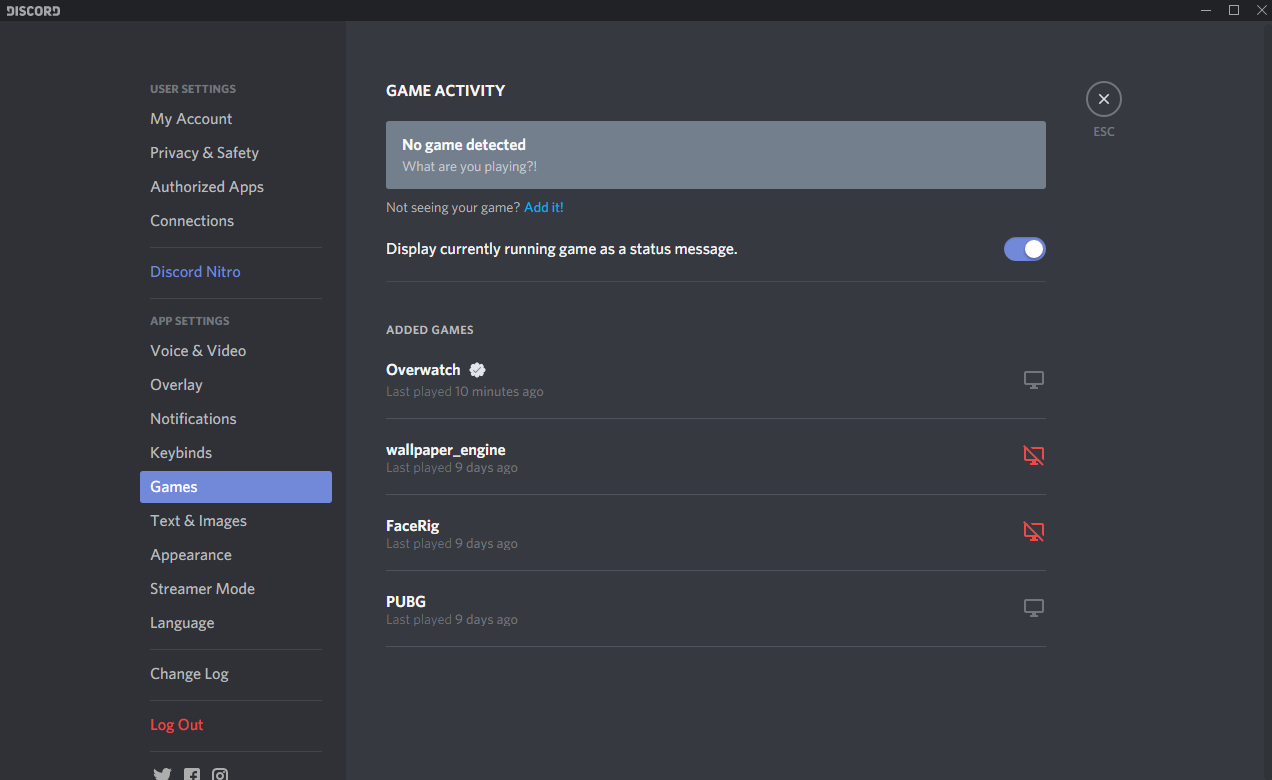 DISCORD
USER SETTINGS
My Account
Privacy & Safety
Authorized Apps
Connections
Discord Nitro
APP SETTINGS
Voice & Video
Overlay
Notifications
Keybinds
Games
Text & Images
Appearance
Streamer Mode
Language
Change Log
Log Out
GAME ACTIVITY
No game detected
What are you playing?!
Not seeing your game? Add it!
Display currently running game as a status message.
ADDED GAMES
Overwatch
Last played 10 minutes ago
wallpaper_engine
Last played 9 days ago
FaceRig
Last played 9 days ago
PUBG
Last played 9 days ago
ESC